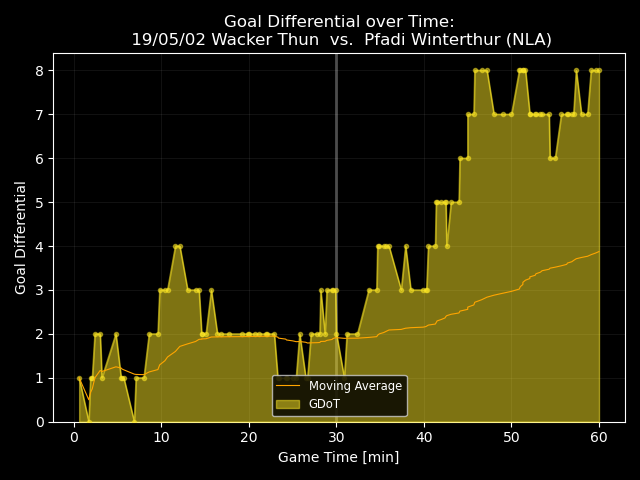 Goal Differential over Time:
19/05/02 Wacker Thun  vs.  Pfadi Winterthur (NLA)
Goal Differential
8
7
6
5
4
3
2
1
0
0 10 20 30 40 50 60
Game Time [min]
Moving Average
GDoT